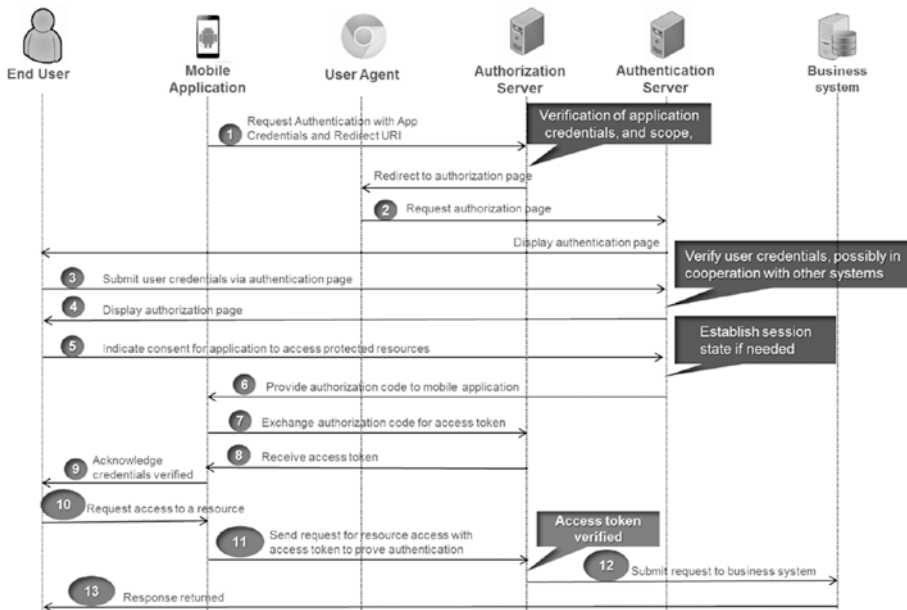 End User
Mobile
Application
User Agent
Authorization
Server
Authentication
Server
Business
system
1
Request Authentication with App
Credentials and Redirect URI
Verification of application
credentials, and scope,
Redirect to authorization page
2
Request authorization page
Display authentication page
Verify user credentials, possibly in
cooperation with other systems
3
Submit user credentials via authentication page
4
Display authorization page
Establish session
state if needed
5
Indicate consent for application to access protected resources
6
Provide authorization code to mobile application
7
Exchange authorization code for access token
8
Receive access token
9
Acknowledge
credentials verified
10
Request access to a resource
11
Send request for resource access with
access token to prove authentication
Access token
verified
12
Submit request to business system
13
Response returned